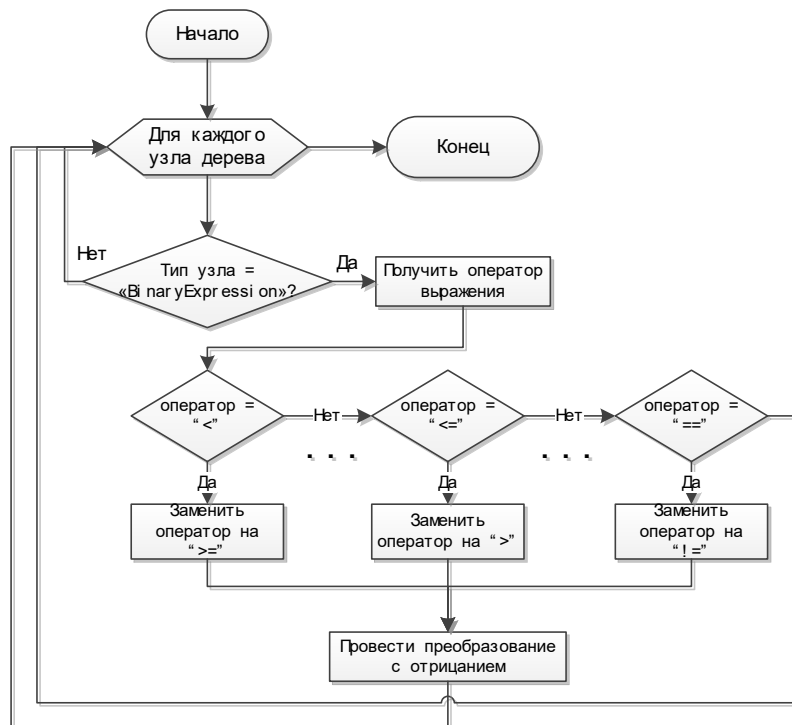 Начало
Для каждого
узла дерева
Конец
Нет
Тип узла =
«BinaryExpression»?
Да
Получить оператор
выражения
оператор =
“<”
Нет
оператор =
“<=”
Нет
оператор =
“==”
. . .
. . .
Да
Да
Да
Заменить
оператор на
“>=”
Заменить
оператор на “>”
Заменить
оператор на
“!=”
Провести преобразование
с отрицанием